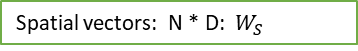 Spatial vectors:  N * D: W_S